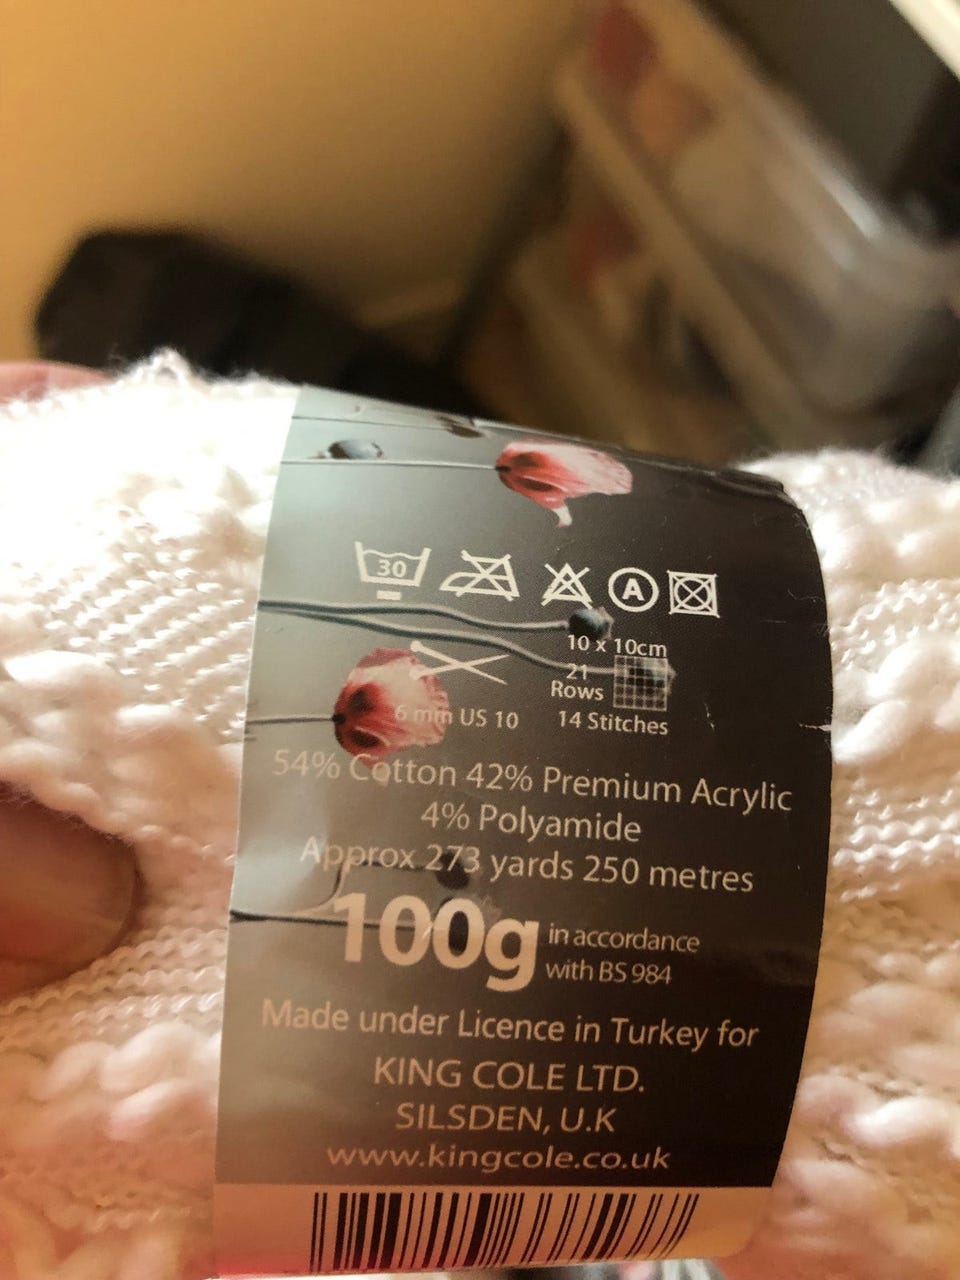 30
A
10 x 10cm
21
Rows
6 mm US 10
14 Stitches
54% Cotton 42% Premium Acrylic
4% Polyamide
Approx 273 yards 250 metres
100g in accordance
with BS 984
Made under Licence in Turkey for
KING COLE LTD.
SILSDEN, U.K
www.kingcole.co.uk